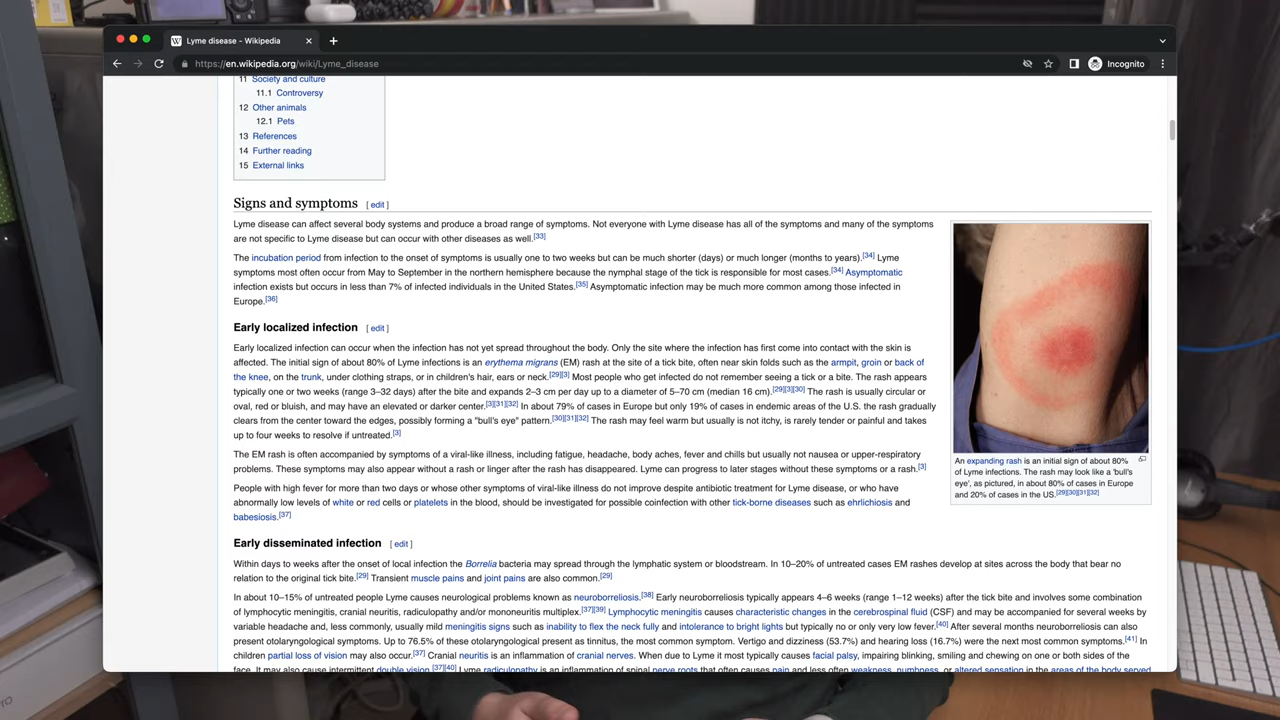 Lyme disease - Wikipedia
https://en.wikipedia.org/wiki/Lyme_disease
Incognito
11 Society and culture
11.1 Controversy
12 Other animals
12.1 Pets
13 References
14 Further reading
15 External links
Signs and symptoms [ edit ]
Lyme disease can affect several body systems and produce a broad range of symptoms. Not everyone with Lyme disease has all of the symptoms and many of the symptoms
are not specific to Lyme disease but can occur with other diseases as well.[33]
The incubation period from infection to the onset of symptoms is usually one to two weeks but can be much shorter (days) or much longer (months to years).[34] Lyme
symptoms most often occur from May to September in the northern hemisphere because the nymphal stage of the tick is responsible for most cases.[34] Asymptomatic
infection exists but occurs in less than 7% of infected individuals in the United States.[35] Asymptomatic infection may be much more common among those infected in
Europe.[36]
Early localized infection [ edit ]
Early localized infection can occur when the infection has not yet spread throughout the body. Only the site where the infection has first come into contact with the skin is
affected. The initial sign of about 80% of Lyme infections is an erythema migrans (EM) rash at the site of a tick bite, often near skin folds such as the armpit, groin or back of
the knee, on the trunk, under clothing straps, or in children's hair, ears or neck.[29][3] Most people who get infected do not remember seeing a tick or a bite. The rash appears
typically one or two weeks (range 3–32 days) after the bite and expands 2–3 cm per day up to a diameter of 5–70 cm (median 16 cm).[29][3][30] The rash is usually circular or
oval, red or bluish, and may have an elevated or darker center.[3][31][32] In about 79% of cases in Europe but only 19% of cases in endemic areas of the U.S. the rash gradually
clears from the center toward the edges, possibly forming a "bull's eye" pattern.[30][31][32] The rash may feel warm but usually is not itchy, is rarely tender or painful and takes
up to four weeks to resolve if untreated.[3]
The EM rash is often accompanied by symptoms of a viral-like illness, including fatigue, headache, body aches, fever and chills but usually not nausea or upper-respiratory
problems. These symptoms may also appear without a rash or linger after the rash has disappeared. Lyme can progress to later stages without these symptoms or a rash.[3]
People with high fever for more than two days or whose other symptoms of viral-like illness do not improve despite antibiotic treatment for Lyme disease, or who have
abnormally low levels of white or red cells or platelets in the blood, should be investigated for possible coinfection with other tick-borne diseases such as ehrlichiosis and
babesiosis.[37]
An expanding rash is an initial sign of about 80%
of Lyme infections. The rash may look like a 'bull's
eye', as pictured, in about 80% of cases in Europe
and 20% of cases in the US.[29][30][31][32]
Early disseminated infection [ edit ]
Within days to weeks after the onset of local infection the Borrelia bacteria may spread through the lymphatic system or bloodstream. In 10–20% of untreated cases EM rashes develop at sites across the body that bear no
relation to the original tick bite.[29] Transient muscle pains and joint pains are also common.[29]
In about 10–15% of untreated people Lyme causes neurological problems known as neuroborreliosis.[38] Early neuroborreliosis typically appears 4–6 weeks (range 1–12 weeks) after the tick bite and involves some combination
of lymphocytic meningitis, cranial neuritis, radiculopathy and/or mononeuritis multiplex.[37][39] Lymphocytic meningitis causes characteristic changes in the cerebrospinal fluid (CSF) and may be accompanied for several weeks by
variable headache and, less commonly, usually mild meningitis signs such as inability to flex the neck fully and intolerance to bright lights but typically no or only very low fever.[40] After several months neuroborreliosis can also
present otolaryngological symptoms. Up to 76.5% of these otolaryngological present as tinnitus, the most common symptom. Vertigo and dizziness (53.7%) and hearing loss (16.7%) were the next most common symptoms.[41] In
children partial loss of vision may also occur.[37] Cranial neuritis is an inflammation of cranial nerves. When due to Lyme it most typically causes facial palsy, impairing blinking, smiling and chewing on one or both sides of the
face. It may also cause intermittent double vision.[37][40] Lyme radiculopathy is an inflammation of spinal nerve roots that often causes pain and less often weakness, numbness, or altered sensation in the areas of the body served